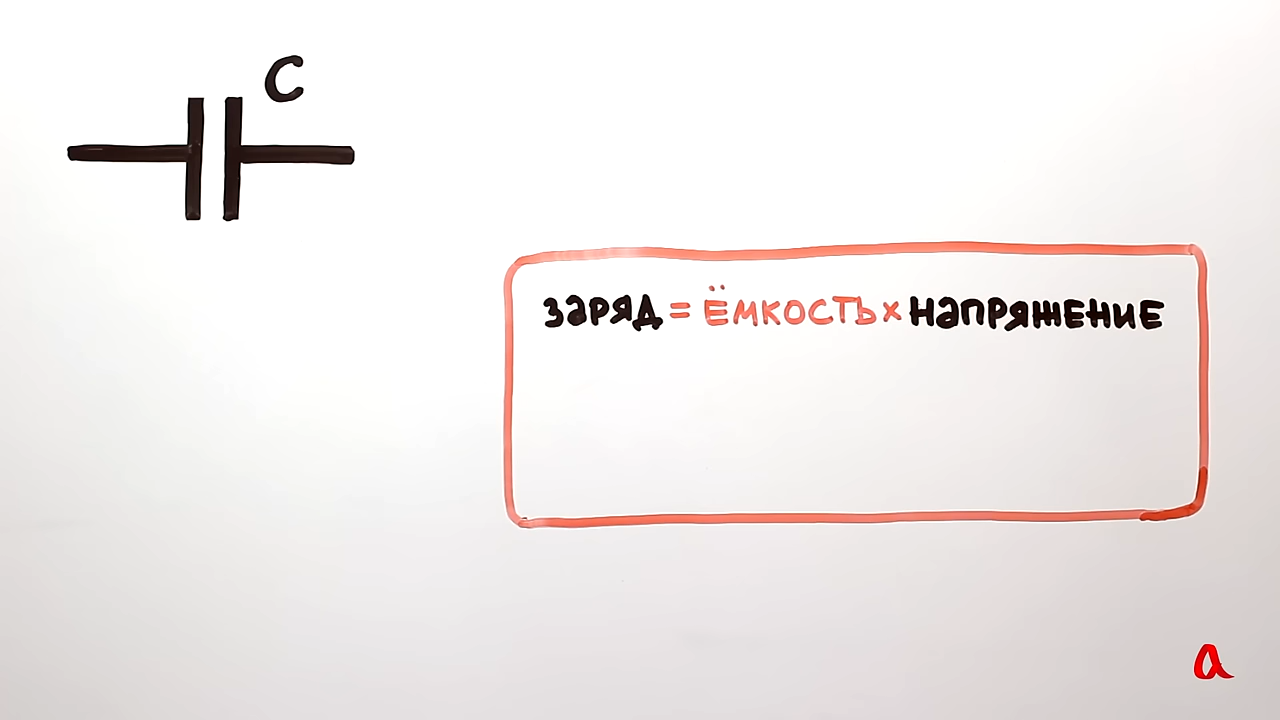 C
заряд = ёмкость × напряжение
a